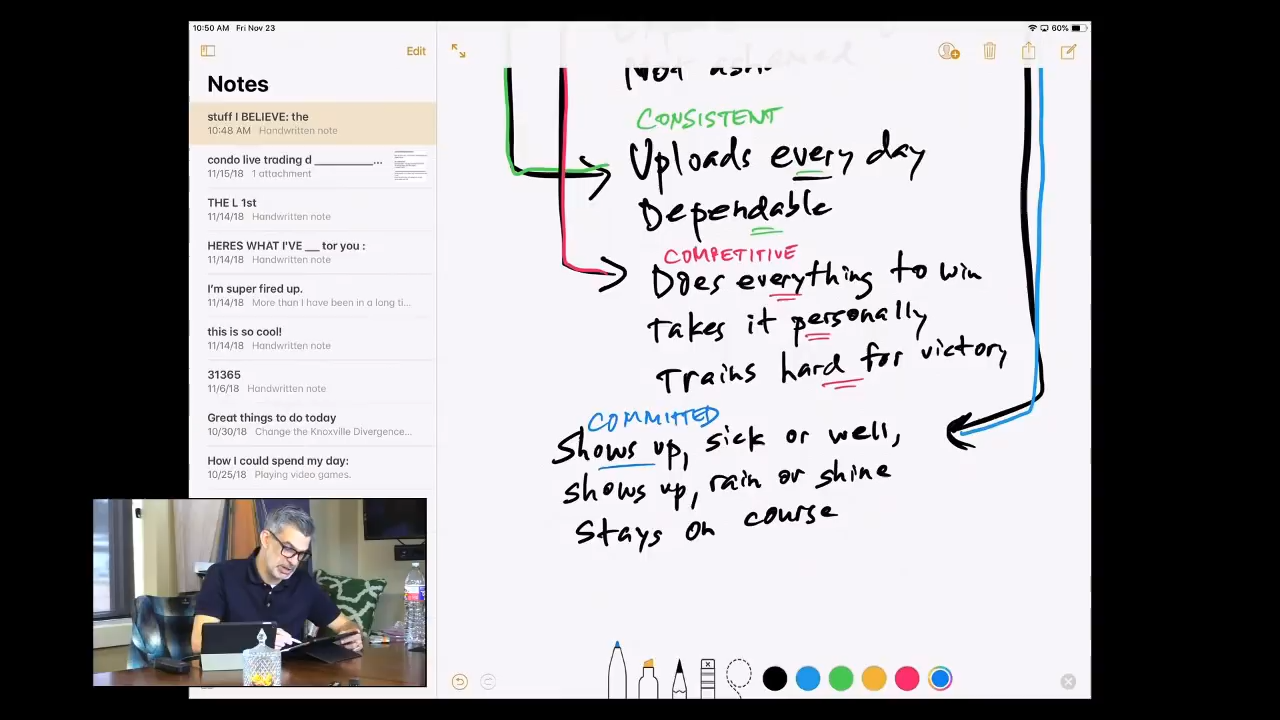 10:50 AM Fri Nov 23
60%
Edit
Notes
stuff I BELIEVE: the
10:48 AM Handwritten note
condo live trading d ____________...
11/15/18 1 attachment
THE L 1st
11/14/18 Handwritten note
HERES WHAT I'VE ___ tor you :
11/14/18 Handwritten note
I'm super fired up.
11/14/18 More than I have been in a long ti...
this is so cool!
11/14/18 Handwritten note
31365
11/6/18 Handwritten note
Great things to do today
10/30/18 Change the Knoxville Divergence...
How I could spend my day:
10/25/18 Playing video games.
Not ashamed
CONSISTENT
Uploads every day
Dependable
COMPETITIVE
Does everything to win
Takes it personally
Trains hard for victory
COMMITTED
Shows up, sick or well,
shows up, rain or shine
Stays on course